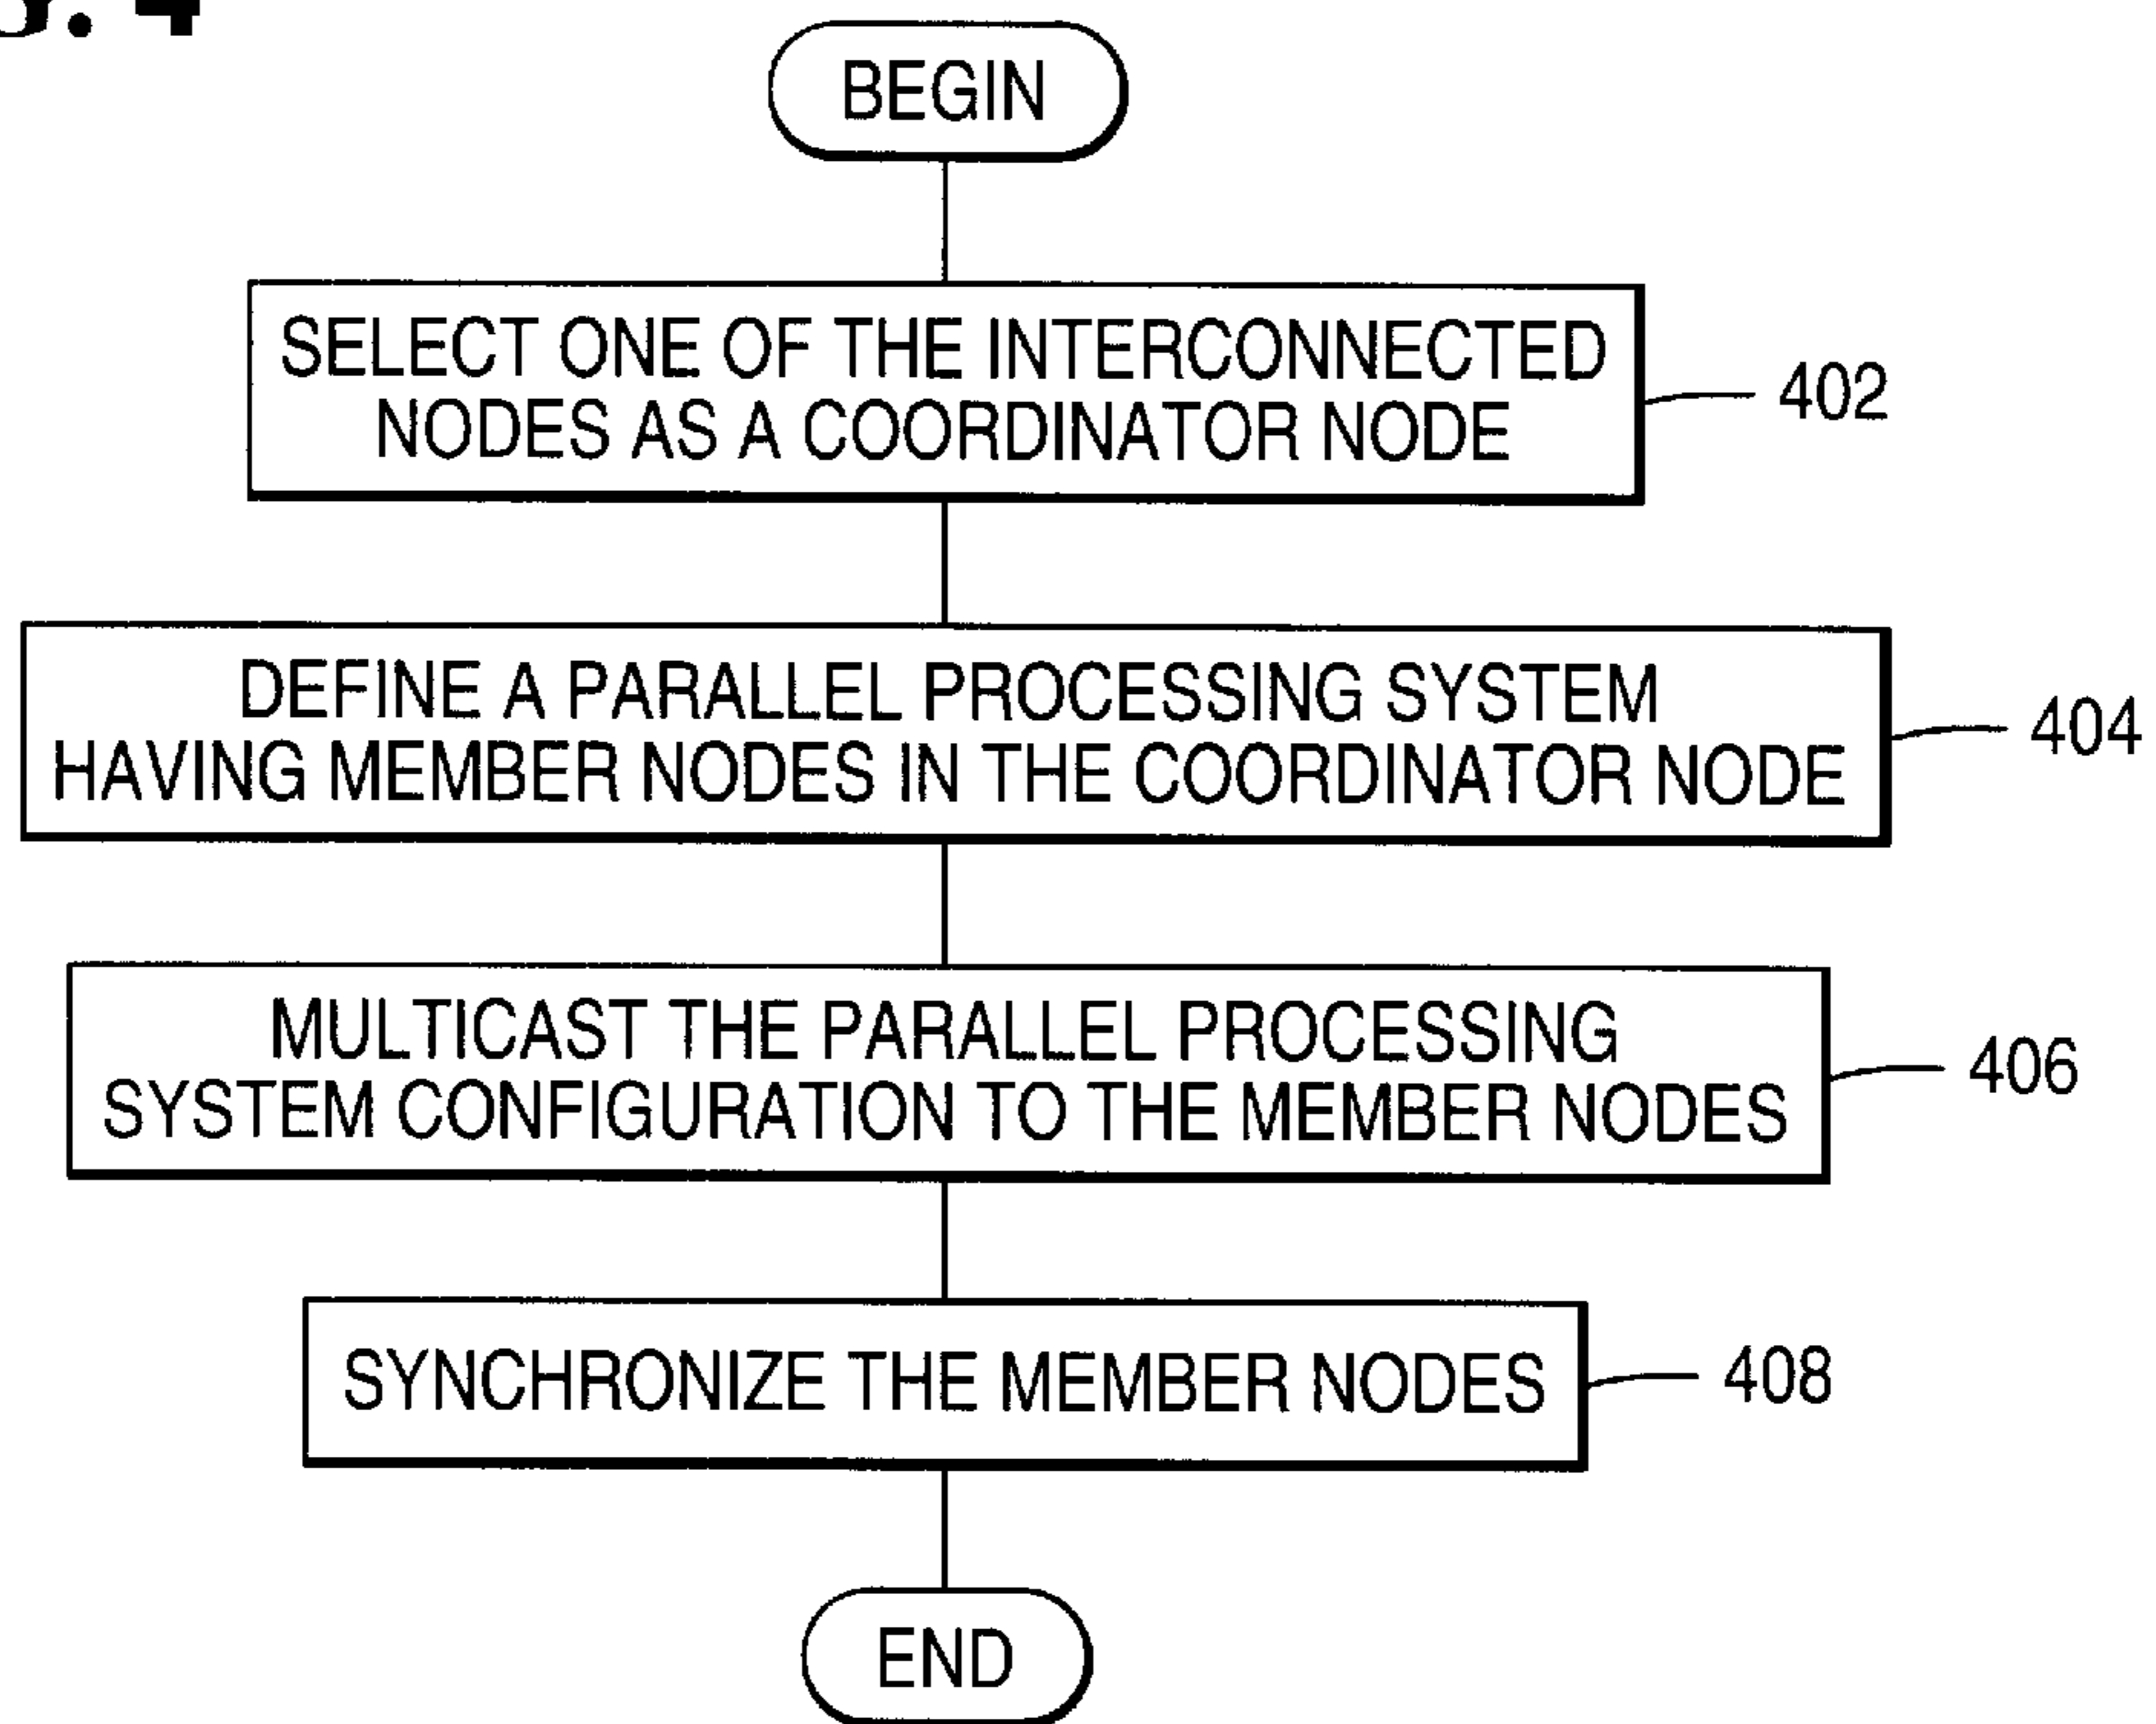 . 4
BEGIN
SELECT ONE OF THE INTERCONNECTED
NODES AS A COORDINATOR NODE
402
DEFINE A PARALLEL PROCESSING SYSTEM
HAVING MEMBER NODES IN THE COORDINATOR NODE
404
MULTICAST THE PARALLEL PROCESSING
SYSTEM CONFIGURATION TO THE MEMBER NODES
406
SYNCHRONIZE THE MEMBER NODES
408
END